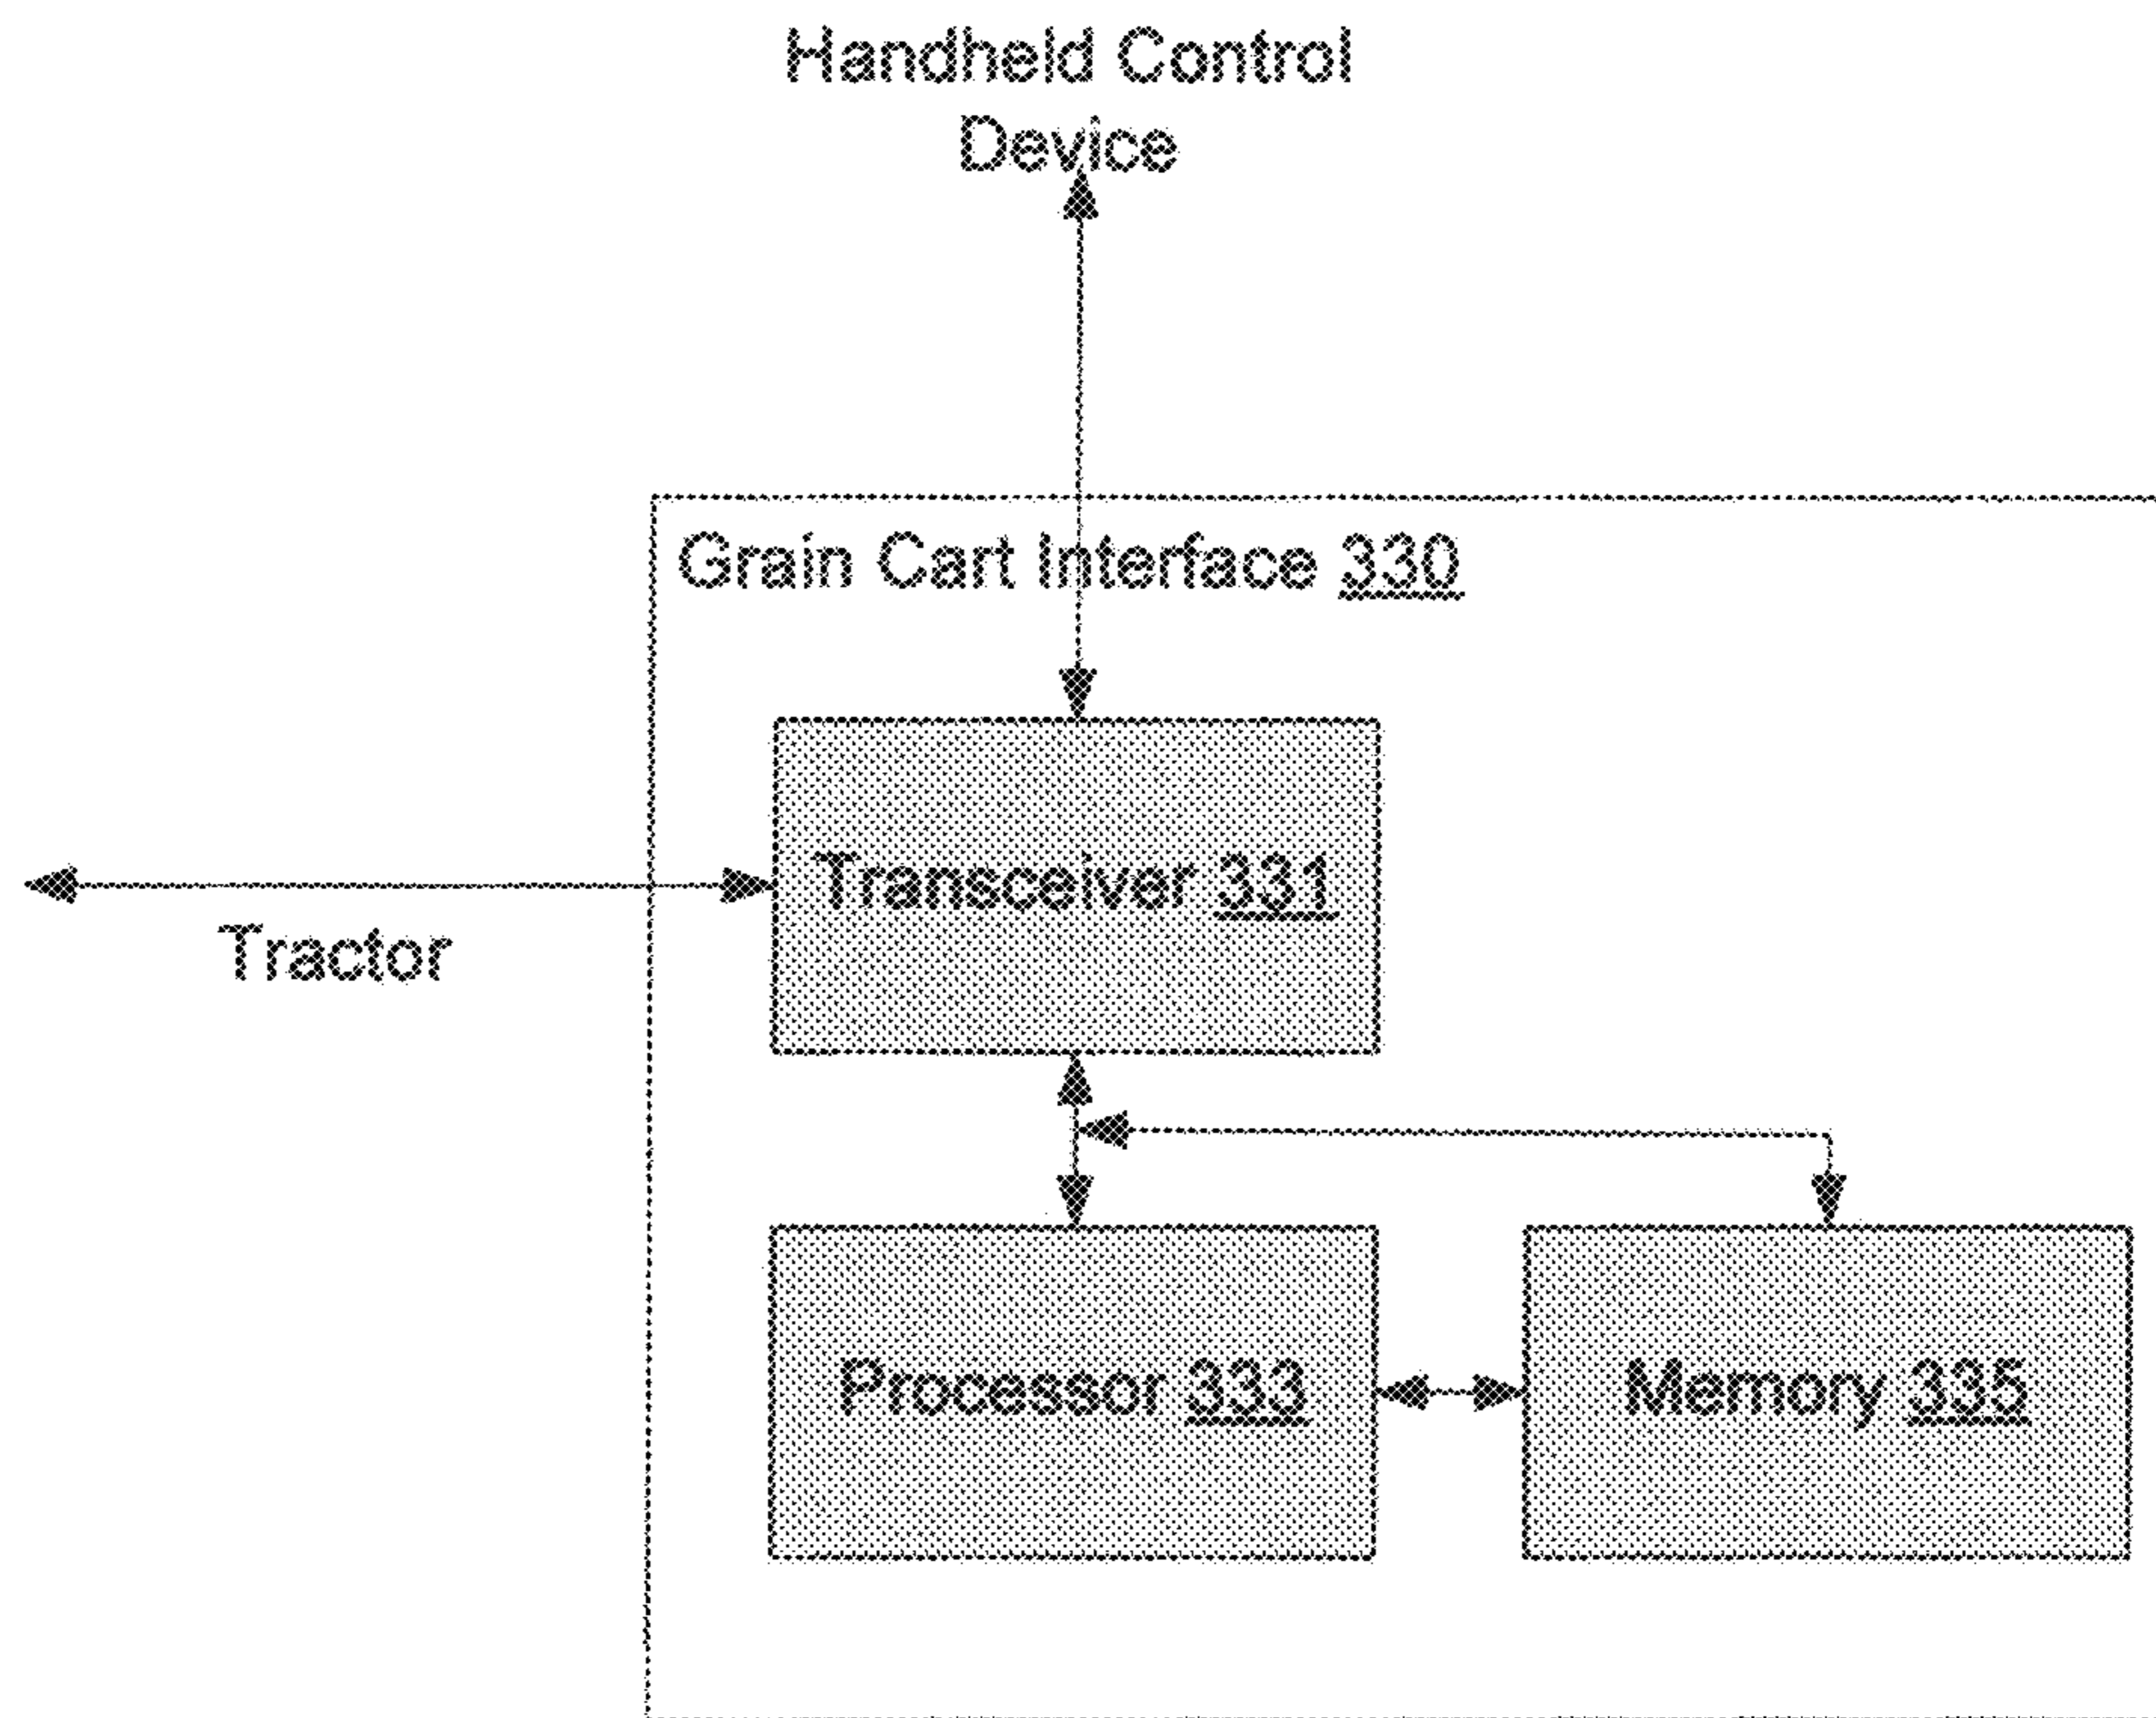 Handheld Control
Device
Grain Cart Interface 330
Transceiver 331
Tractor
Processor 333
Memory 335